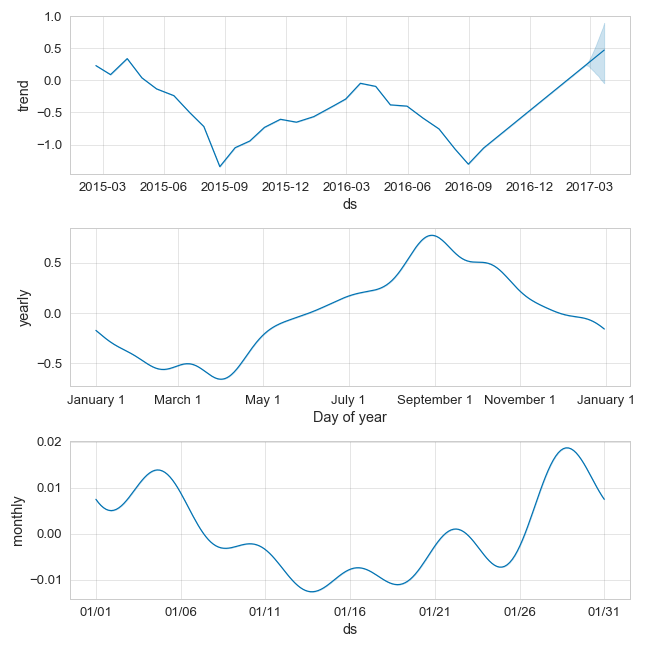 1.0
0.5
0.0
−0.5
−1.0
trend
2015-03 2015-06 2015-09 2015-12 2016-03 2016-06 2016-09 2016-12 2017-03
ds
0.5
0.0
−0.5
yearly
January 1 March 1 May 1 July 1 September 1 November 1 January 1
Day of year
0.02
0.01
0.00
−0.01
monthly
01/01 01/06 01/11 01/16 01/21 01/26 01/31
ds